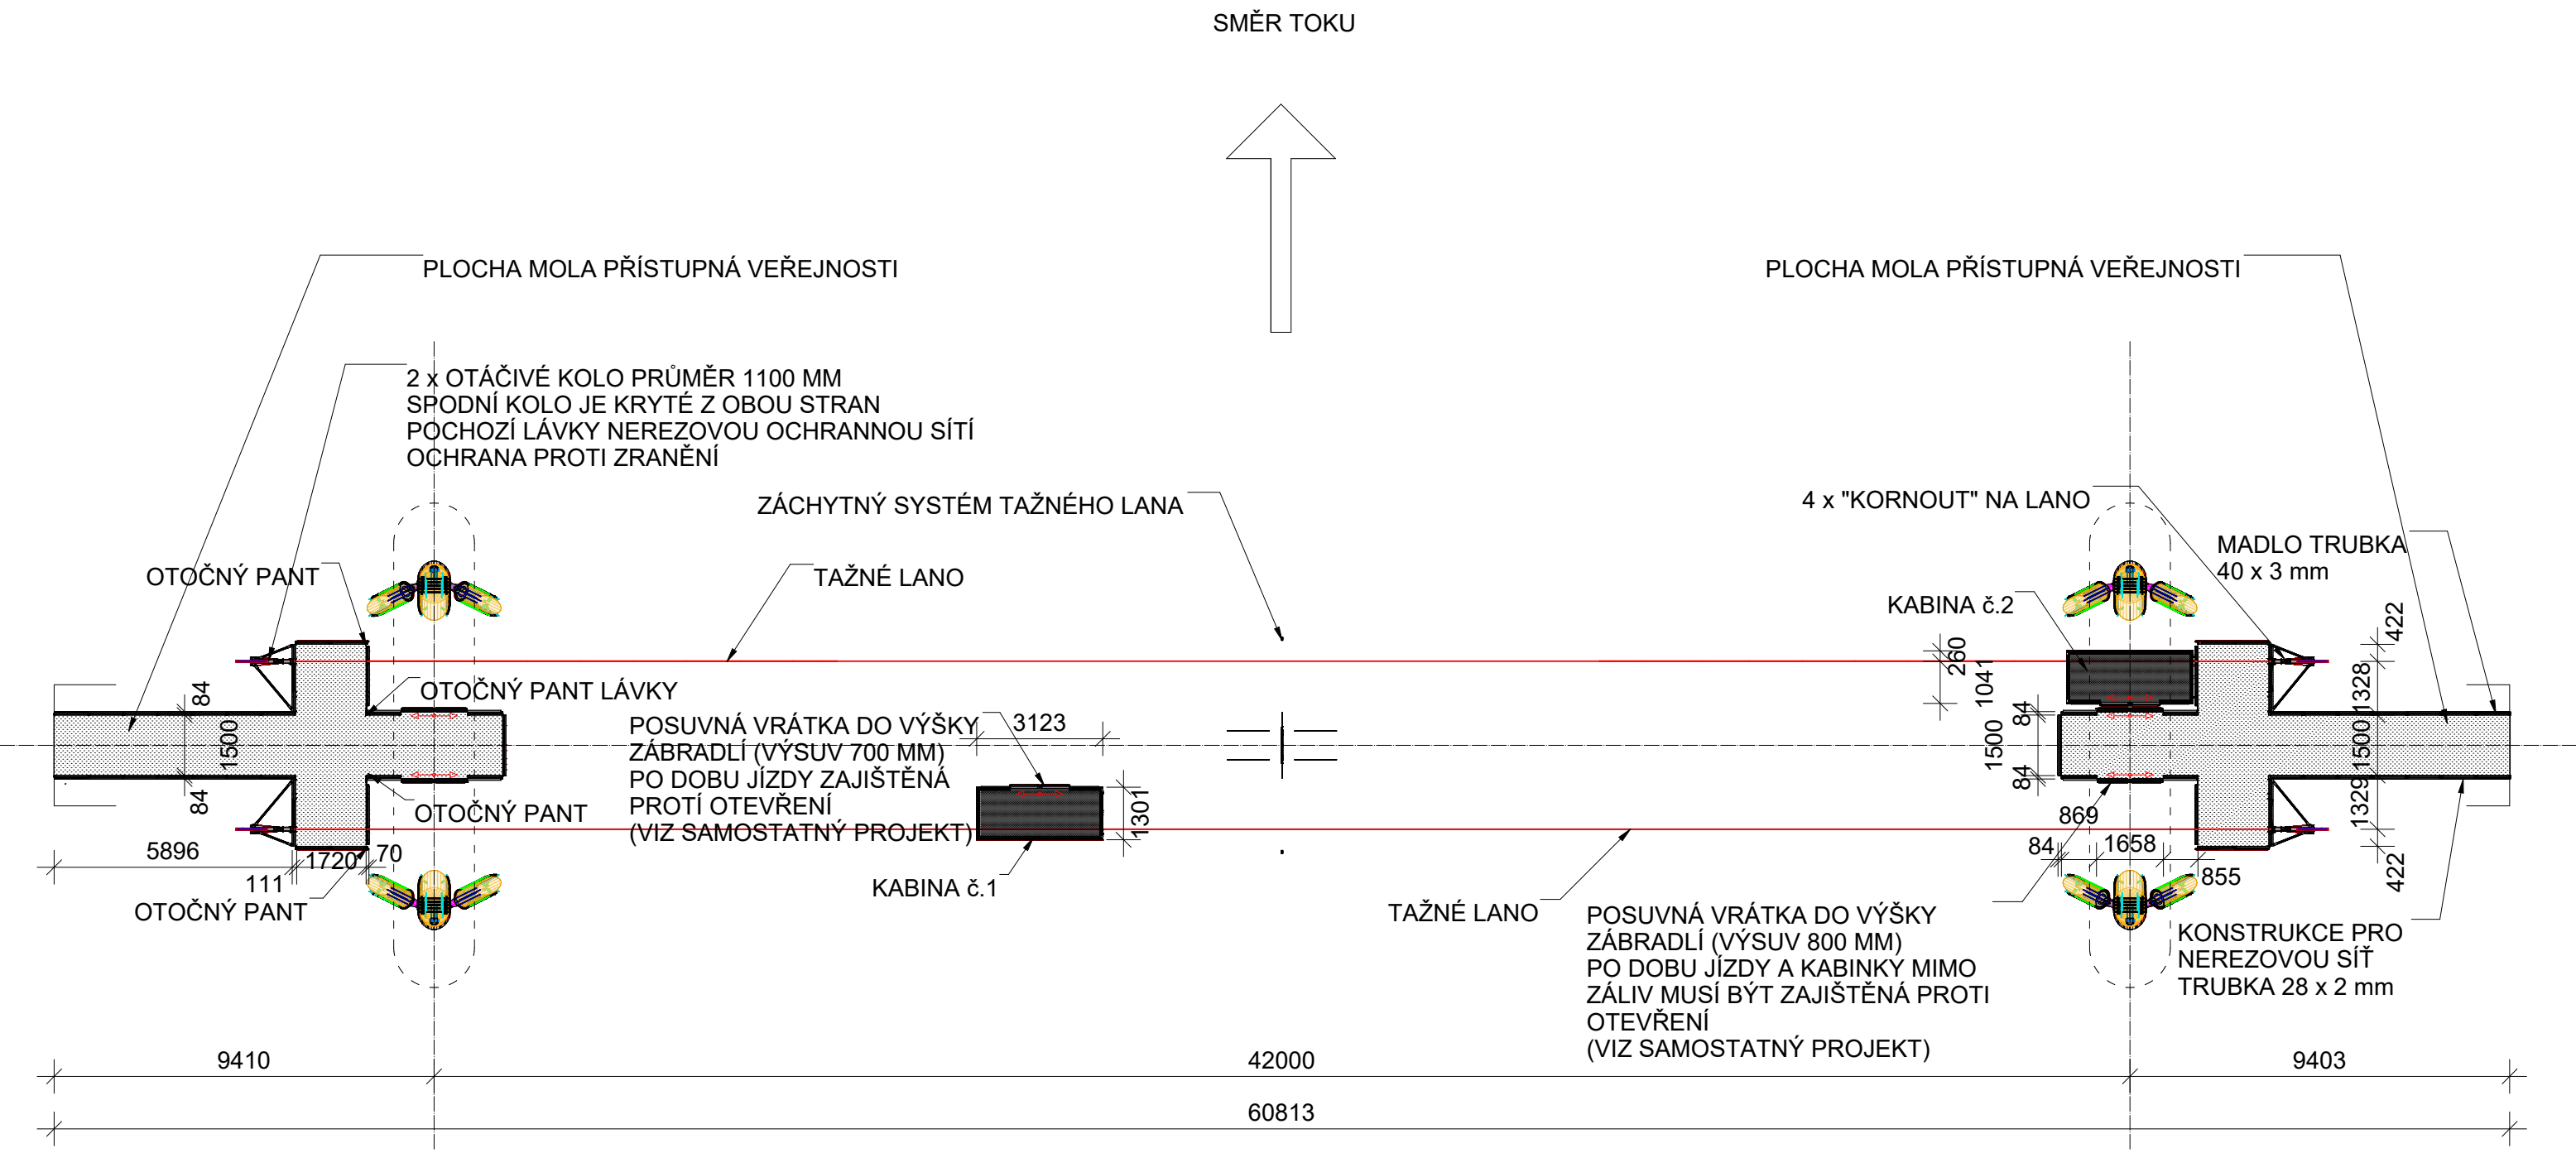 SMĚR TOKU
PLOCHA MOLA PŘÍSTUPNÁ VEŘEJNOSTI
PLOCHA MOLA PŘÍSTUPNÁ VEŘEJNOSTI
2 x OTÁČIVÉ KOLO PRŮMĚR 1100 MM
SPODNÍ KOLO JE KRYTÉ Z OBOU STRAN
POCHOZÍ LÁVKY NEREZOVOU OCHRANNOU SÍTÍ
OCHRANA PROTI ZRANĚNÍ
ZÁCHYTNÝ SYSTÉM TAŽNÉHO LANA
4 x "KORNOUT" NA LANO
MADLO TRUBKA
40 x 3 mm
OTOČNÝ PANT
TAŽNÉ LANO
KABINA č.2
422
260
1041
1328
84
1500
84
OTOČNÝ PANT LÁVKY
POSUVNÁ VRÁTKA DO VÝŠKY
ZÁBRADLÍ (VÝSUV 700 MM)
PO DOBU JÍZDY ZAJIŠTĚNÁ
PROTÍ OTEVŘENÍ
(VIZ SAMOSTATNÝ PROJEKT)
3123
1301
84
1500
84
1500
1329
422
OTOČNÝ PANT
869
84
1658
855
5896
111
1720
70
OTOČNÝ PANT
KABINA č.1
TAŽNÉ LANO
POSUVNÁ VRÁTKA DO VÝŠKY
ZÁBRADLÍ (VÝSUV 800 MM)
PO DOBU JÍZDY A KABINKY MIMO
ZÁLIV MUSÍ BÝT ZAJIŠTĚNÁ PROTI
OTEVŘENÍ
(VIZ SAMOSTATNÝ PROJEKT)
KONSTRUKCE PRO
NEREZOVOU SÍŤ
TRUBKA 28 x 2 mm
9410
42000
9403
60813